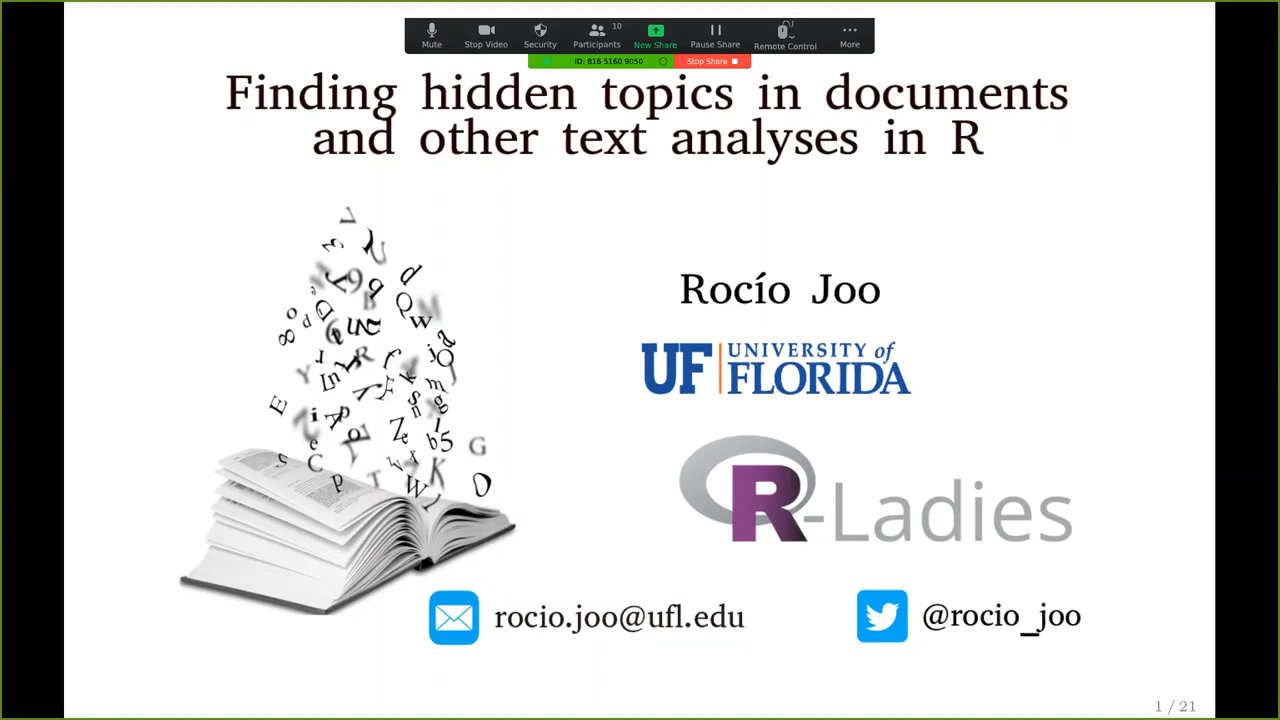 10
Mute Stop Video Security Participants New Share Pause Share Remote Control More
ID: 816 5160 9050 Stop Share
Finding hidden topics in documents
and other text analyses in R
Rocío Joo
UF UNIVERSITY of
FLORIDA
R-Ladies
rocio.joo@ufl.edu @rocio_joo
1 / 21